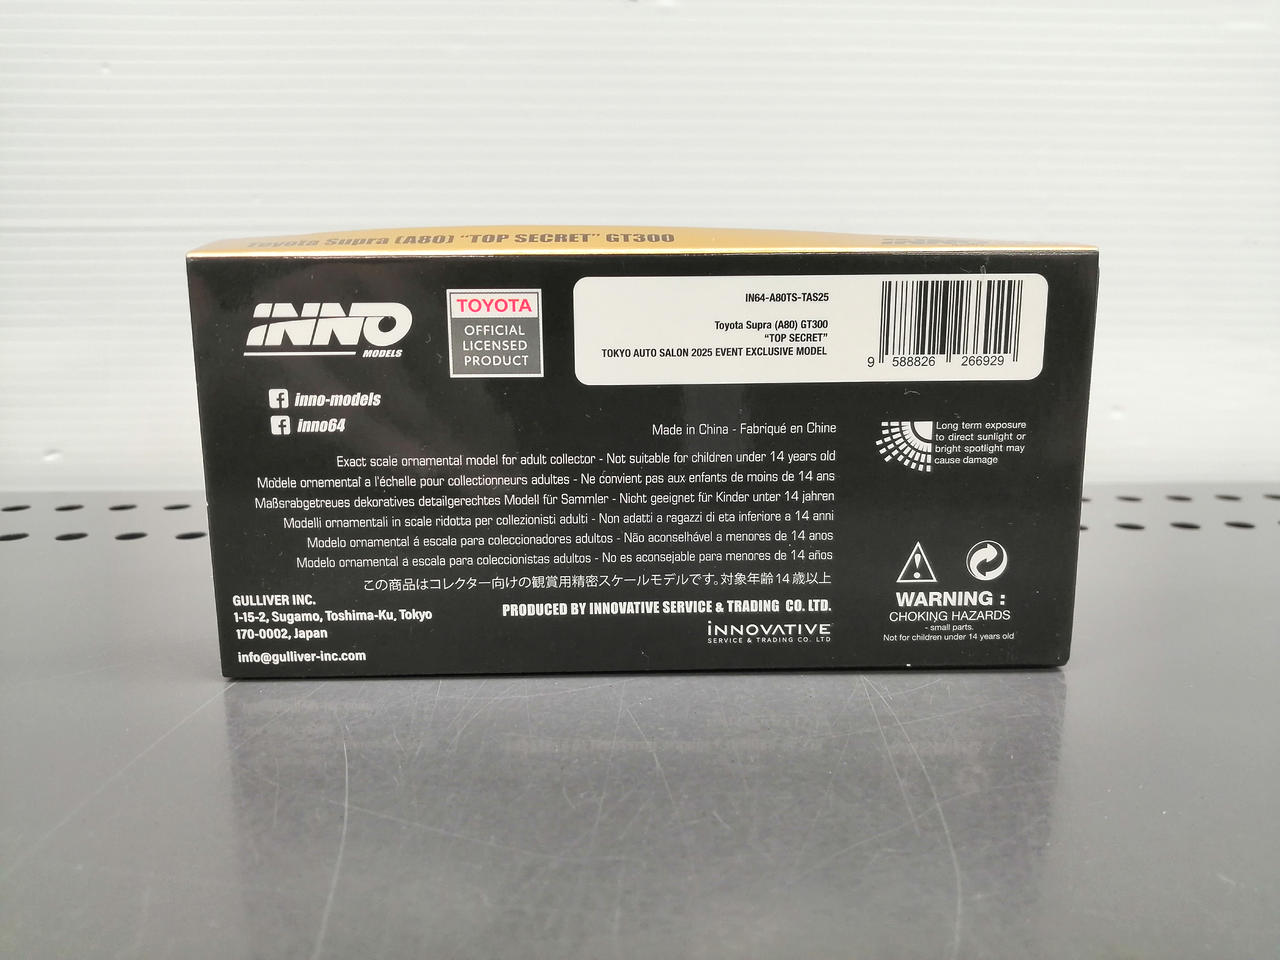 Toyota Supra (A80) “TOP SECRET” GT300
INNO
INNO
MODELS
TOYOTA
OFFICIAL
LICENSED
PRODUCT
IN64-A80TS-TAS25
Toyota Supra (A80) GT300
“TOP SECRET”
TOKYO AUTO SALON 2025 EVENT EXCLUSIVE MODEL
9 588826 266929
inno-models
inno64
Made in China - Fabriqué en Chine
Long term exposure
to direct sunlight or
bright spotlight may
cause damage
Exact scale ornamental model for adult collector - Not suitable for children under 14 years old
Modèle ornemental a l'échelle pour collectionneurs adultes - Ne convient pas aux enfants de moins de 14 ans
Maßsrabgetreues dekoratives detailgerechtes Modell für Sammler - Nicht geeignet für Kinder unter 14 jahren
Modelli ornamentali in scale ridotta per collezionisti adulti - Non adatti a ragazzi di eta inferiore a 14 anni
Modelo ornamental á escala para coleccionadores adultos - Não aconselhável a menores de 14 anos
Modelo ornamental a escala para coleccionistas adultos - No es aconsejable para menores de 14 años
この商品はコレクター向けの観賞用精密スケールモデルです。対象年齢14歳以上
GULLIVER INC.
1-15-2, Sugamo, Toshima-Ku, Tokyo
170-0002, Japan
info@gulliver-inc.com
PRODUCED BY INNOVATIVE SERVICE & TRADING CO. LTD.
INNOVATIVE
SERVICE & TRADING CO. LTD
WARNING :
CHOKING HAZARDS
- small parts.
Not for children under 14 years old